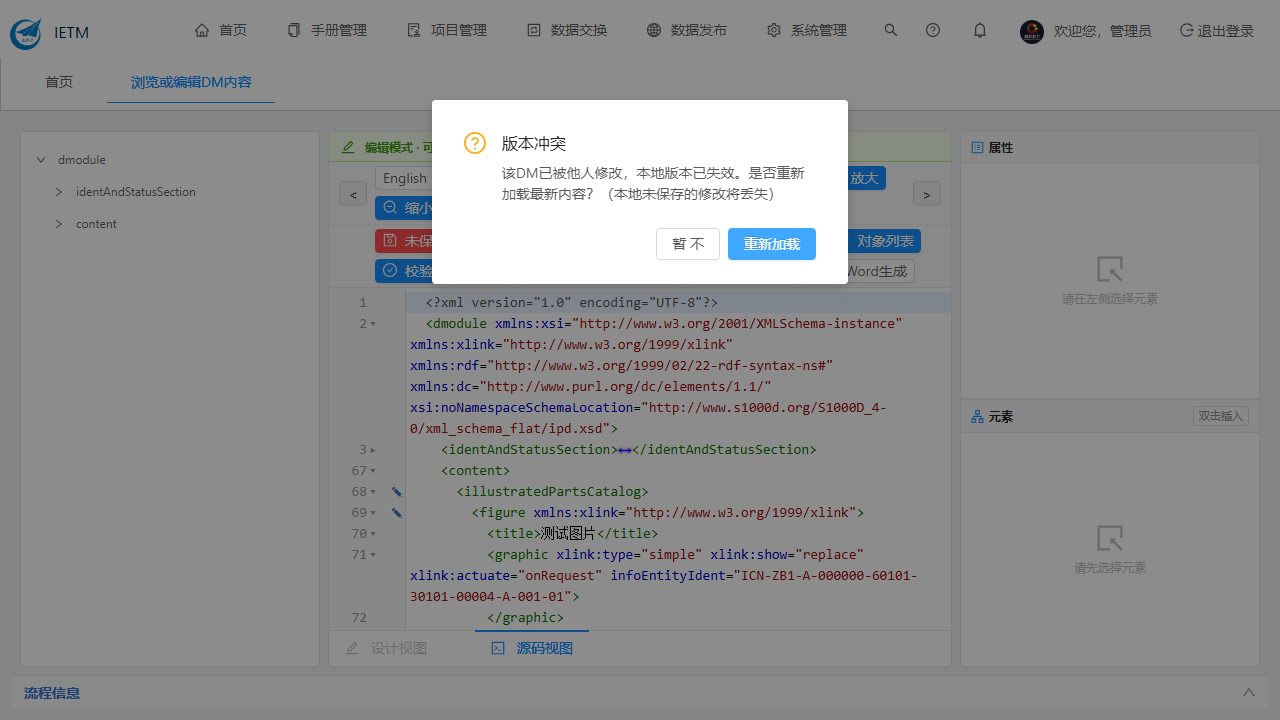 IETM
首页
手册管理
项目管理
数据交换
数据发布
系统管理
欢迎您，管理员
退出登录
首页
浏览或编辑DM内容
dmodule
identAndStatusSection
content
编辑模式 · 可
<
English
放大
>
缩小
未保
对象列表
校验
Word生成
版本冲突
该DM已被他人修改，本地版本已失效。是否重新
加载最新内容？（本地未保存的修改将丢失）
暂 不
重新加载
1 <?xml version="1.0" encoding="UTF-8"?>
2 <dmodule xmlns:xsi="http://www.w3.org/2001/XMLSchema-instance"
xmlns:xlink="http://www.w3.org/1999/xlink"
xmlns:rdf="http://www.w3.org/1999/02/22-rdf-syntax-ns#"
xmlns:dc="http://www.purl.org/dc/elements/1.1/"
xsi:noNamespaceSchemaLocation="http://www.s1000d.org/S1000D_4-
0/xml_schema_flat/ipd.xsd">
3 <identAndStatusSection>↔</identAndStatusSection>
67 <content>
68 <illustratedPartsCatalog>
69 <figure xmlns:xlink="http://www.w3.org/1999/xlink">
70 <title>测试图片</title>
71 <graphic xlink:type="simple" xlink:show="replace"
xlink:actuate="onRequest" infoEntityIdent="ICN-ZB1-A-000000-60101-
30101-00004-A-001-01">
72 </graphic>
设计视图
源码视图
属性
请在左侧选择元素
元素
双击插入
请先选择元素
流程信息